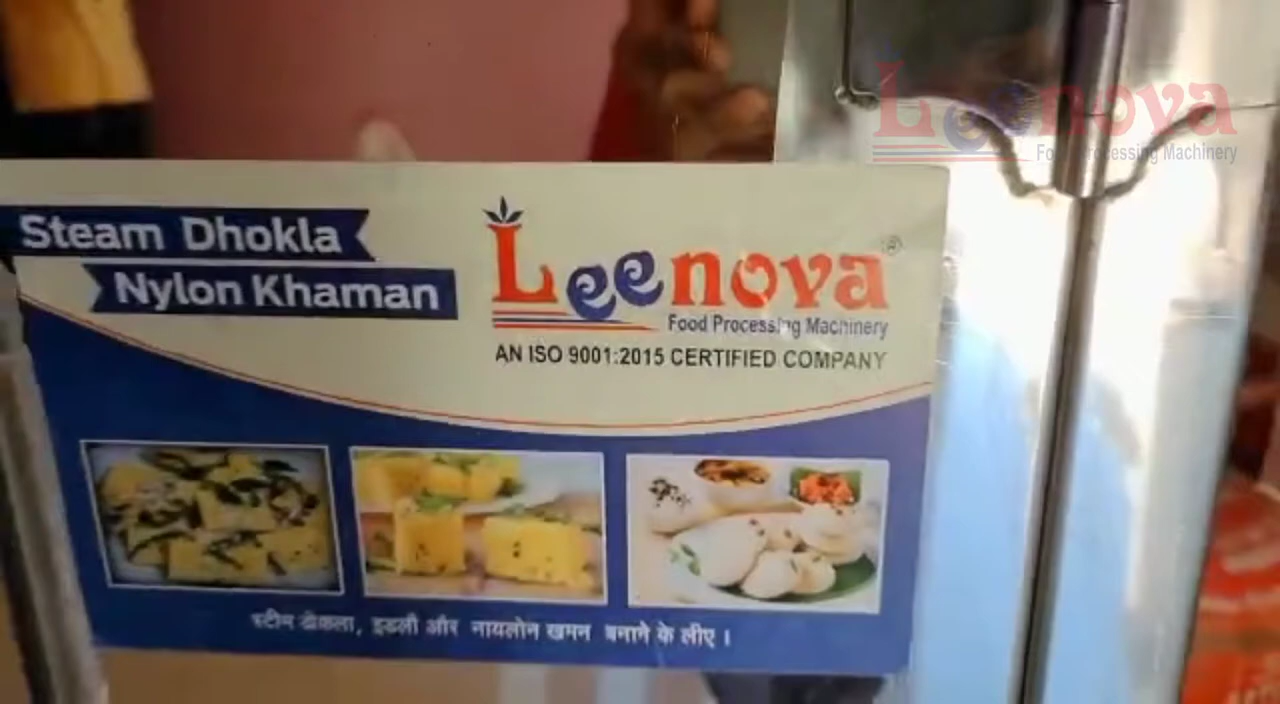 Leenova
Food Processing Machinery
Steam Dhokla
Nylon Khaman
Leenova®
Food Processing Machinery
AN ISO 9001:2015 CERTIFIED COMPANY
स्टीम ढोकला, इडली और नायलोन खमन बनाने के लीए ।